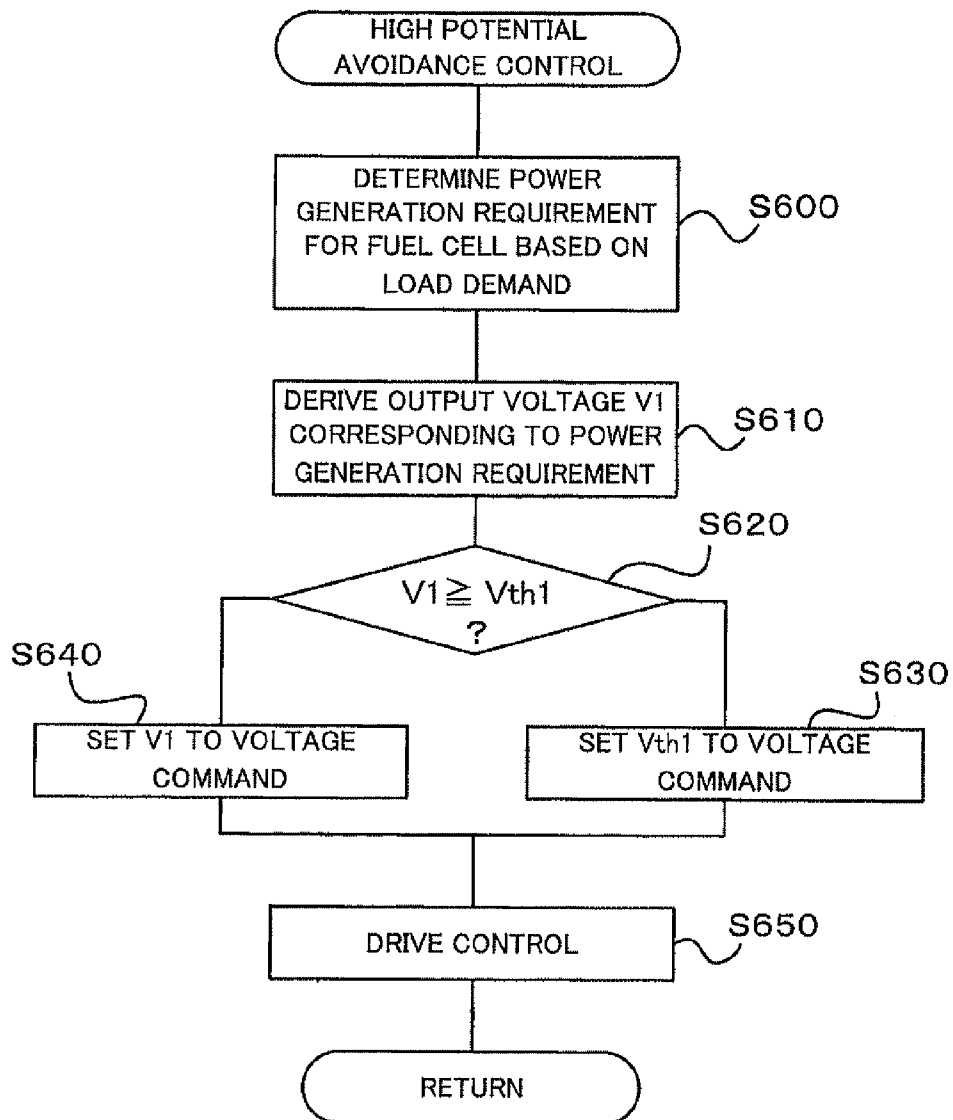 HIGH POTENTIAL
AVOIDANCE CONTROL
DETERMINE POWER
GENERATION REQUIREMENT
FOR FUEL CELL BASED ON
LOAD DEMAND
S600
DERIVE OUTPUT VOLTAGE V1
CORRESPONDING TO POWER
GENERATION REQUIREMENT
S610
S620
V1≧ Vth1
?
S640
SET V1 TO VOLTAGE
COMMAND
S630
SET Vth1 TO VOLTAGE
COMMAND
DRIVE CONTROL
S650
RETURN